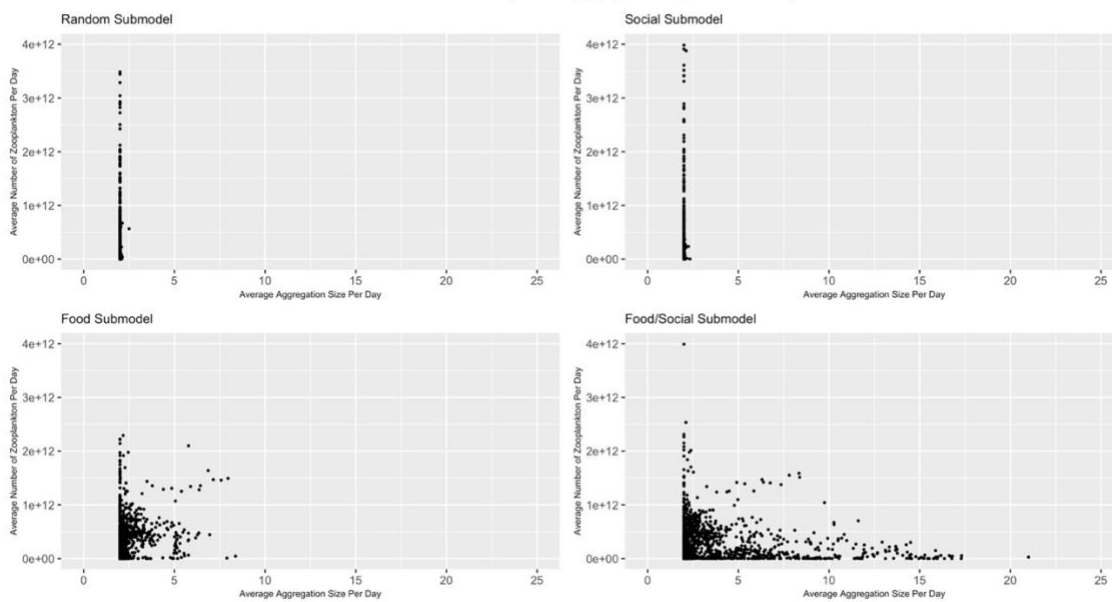 Random Submodel
Average Number of Zooplankton Per Day
4e+12
3e+12
2e+12
1e+12
0e+00
0 5 10 15 20 25
Average Aggregation Size Per Day
Social Submodel
Average Number of Zooplankton Per Day
4e+12
3e+12
2e+12
1e+12
0e+00
0 5 10 15 20 25
Average Aggregation Size Per Day
Food Submodel
Average Number of Zooplankton Per Day
4e+12
3e+12
2e+12
1e+12
0e+00
0 5 10 15 20 25
Average Aggregation Size Per Day
Food/Social Submodel
Average Number of Zooplankton Per Day
4e+12
3e+12
2e+12
1e+12
0e+00
0 5 10 15 20 25
Average Aggregation Size Per Day